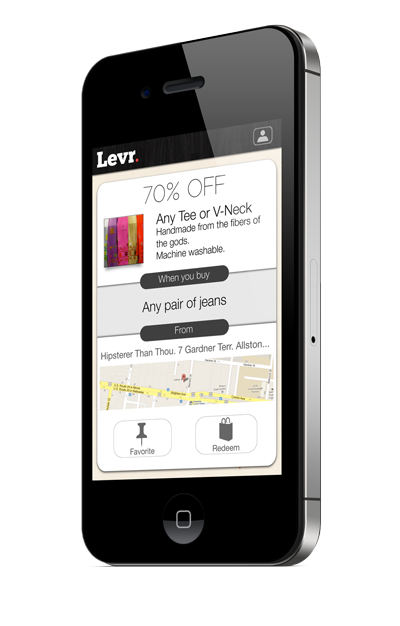 Levr.
70% OFF
Any Tee or V-Neck
Handmade from the fibers of
the gods.
Machine washable.
When you buy
Any pair of jeans
From
Hipsterer Than Thou. 7 Gardner Terr. Allston...
Favorite
Redeem